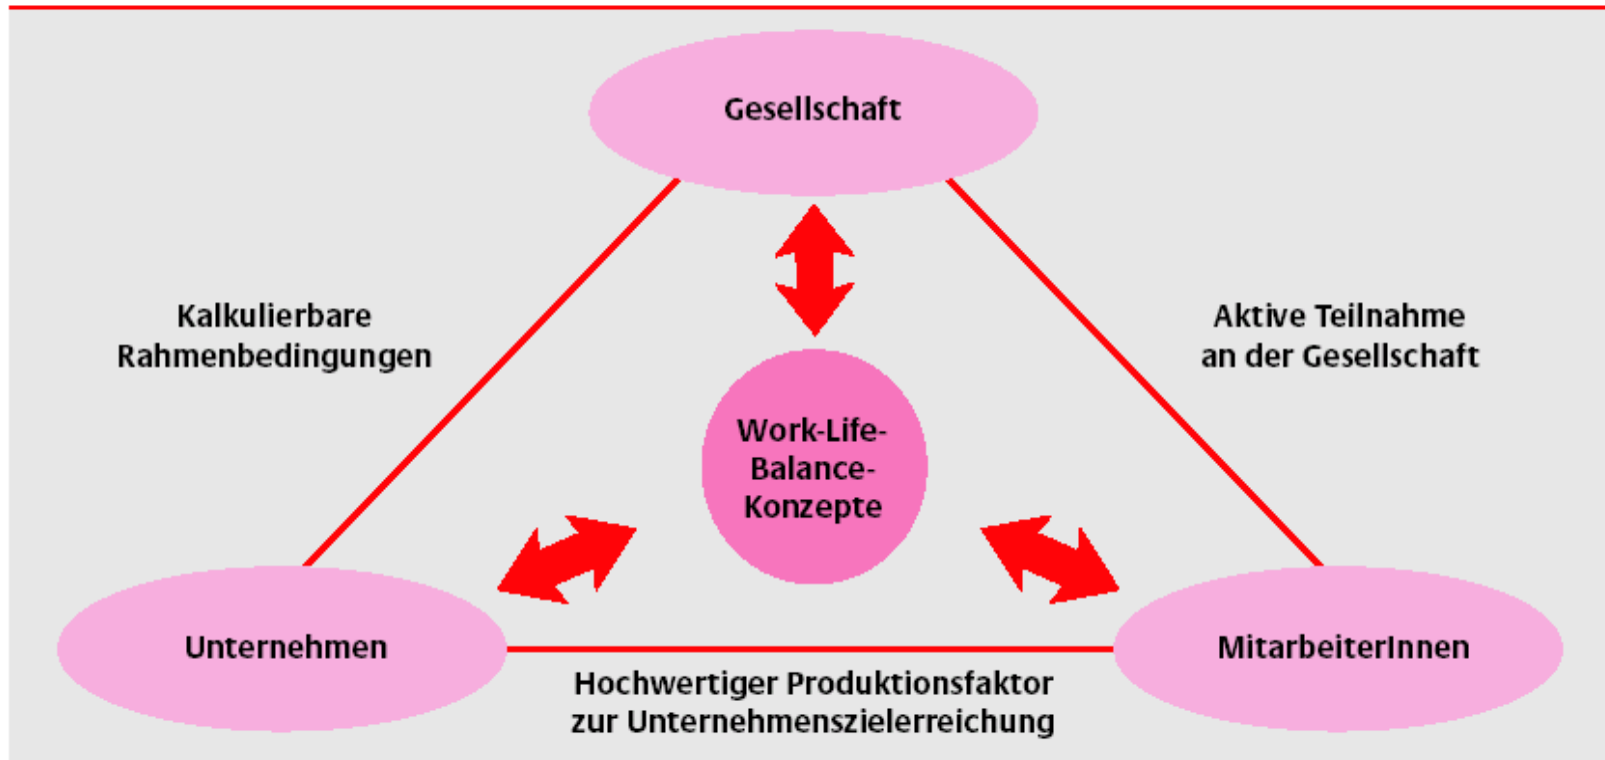 Gesellschaft
Kalkulierbare
Rahmenbedingungen
Aktive Teilnahme
an der Gesellschaft
Work-Life-
Balance-
Konzepte
Unternehmen
MitarbeiterInnen
Hochwertiger Produktionsfaktor
zur Unternehmenszielerreichung